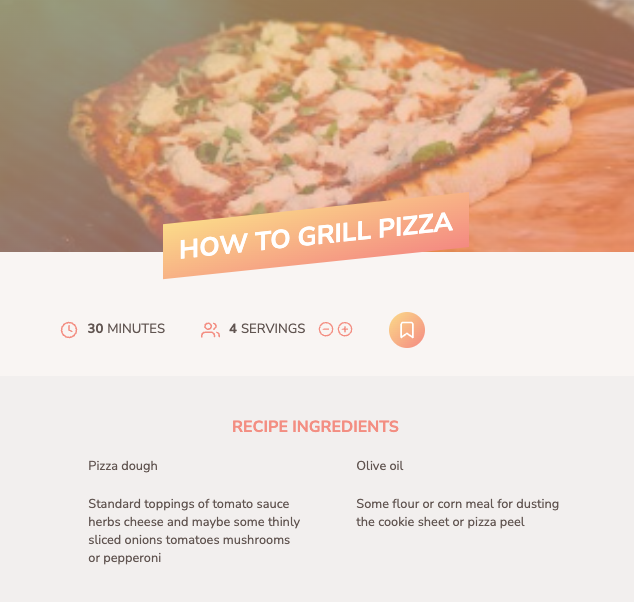 HOW TO GRILL PIZZA
30 MINUTES
4 SERVINGS
RECIPE INGREDIENTS
Pizza dough
Olive oil
Standard toppings of tomato sauce
herbs cheese and maybe some thinly
sliced onions tomatoes mushrooms
or pepperoni
Some flour or corn meal for dusting
the cookie sheet or pizza peel